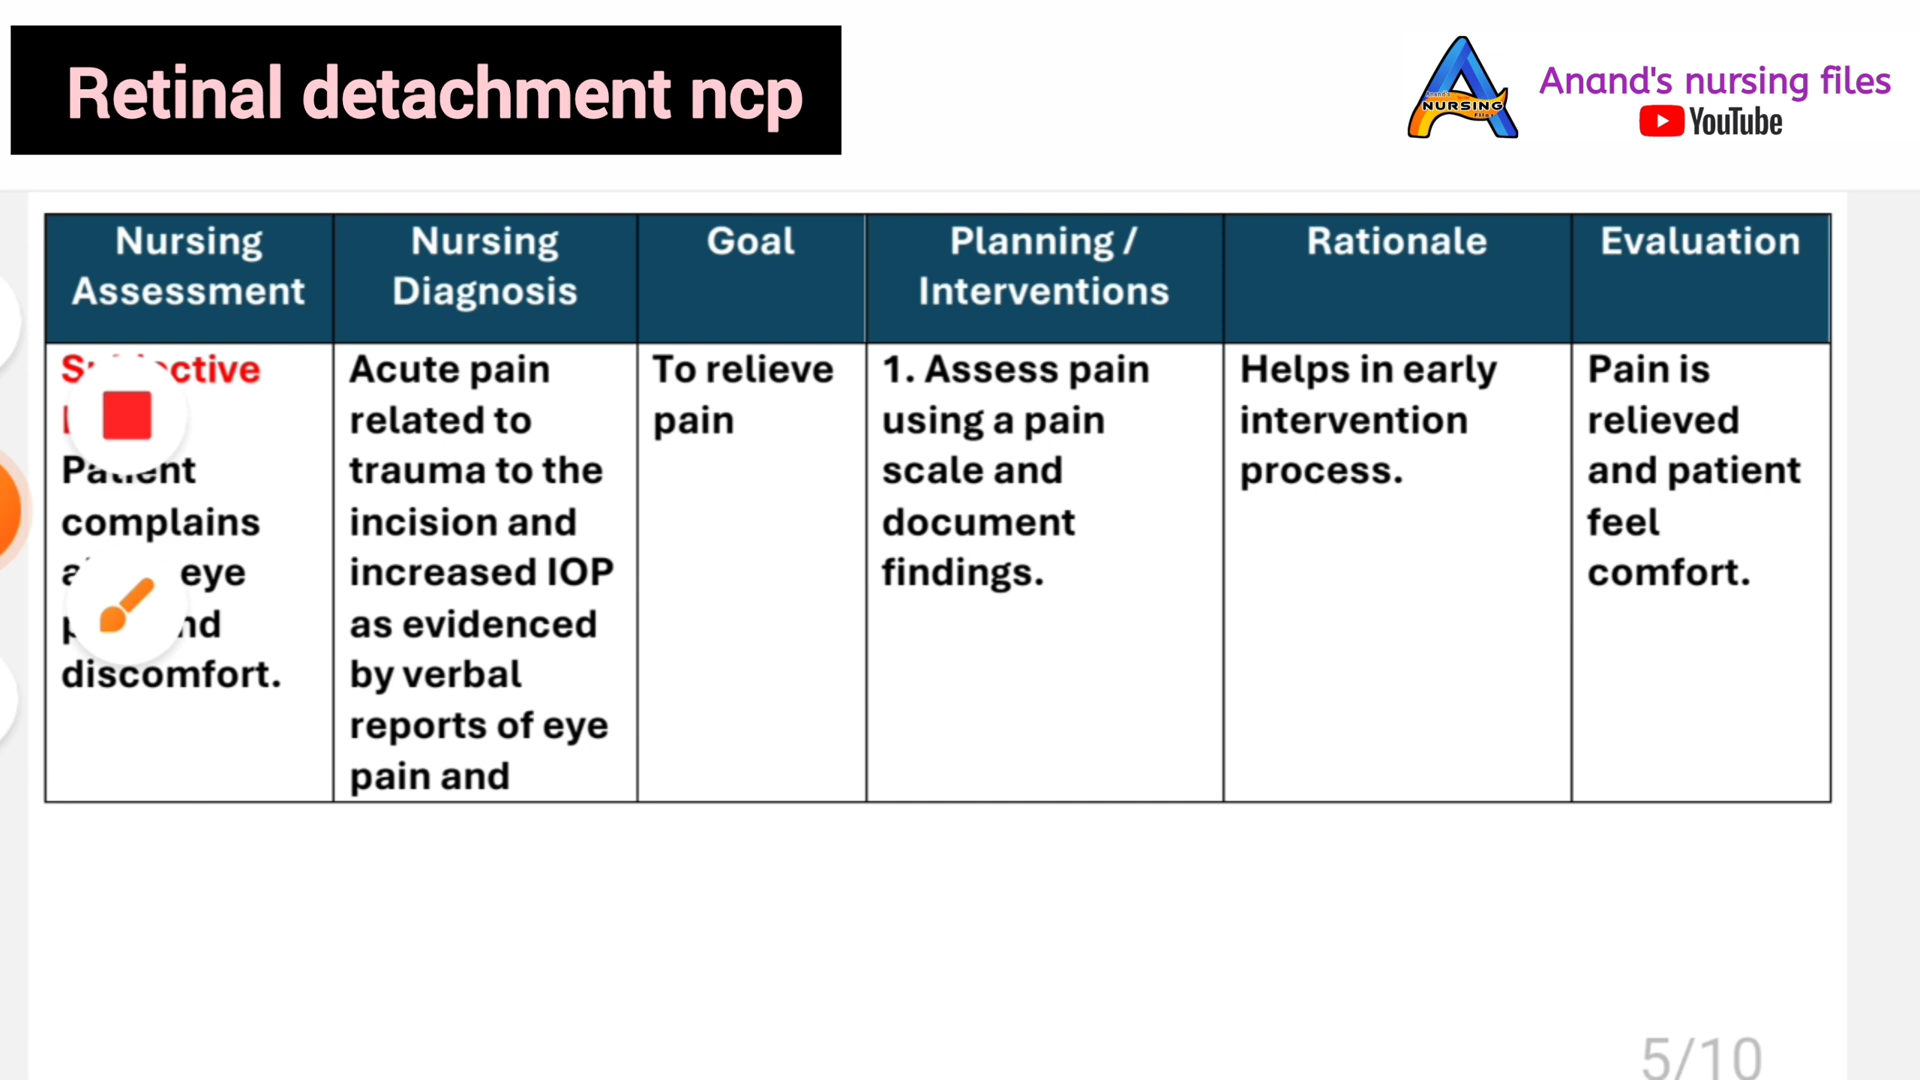 Retinal detachment ncp
NURSING
Anand's nursing files
YouTube
Nursing
Assessment
Nursing
Diagnosis
Goal
Planning /
Interventions
Rationale
Evaluation
Patient
complains
eye
discomfort.
Acute pain
related to
trauma to the
incision and
increased IOP
as evidenced
by verbal
reports of eye
pain and
To relieve
pain
1. Assess pain
using a pain
scale and
document
findings.
Helps in early
intervention
process.
Pain is
relieved
and patient
feel
comfort.
5/10